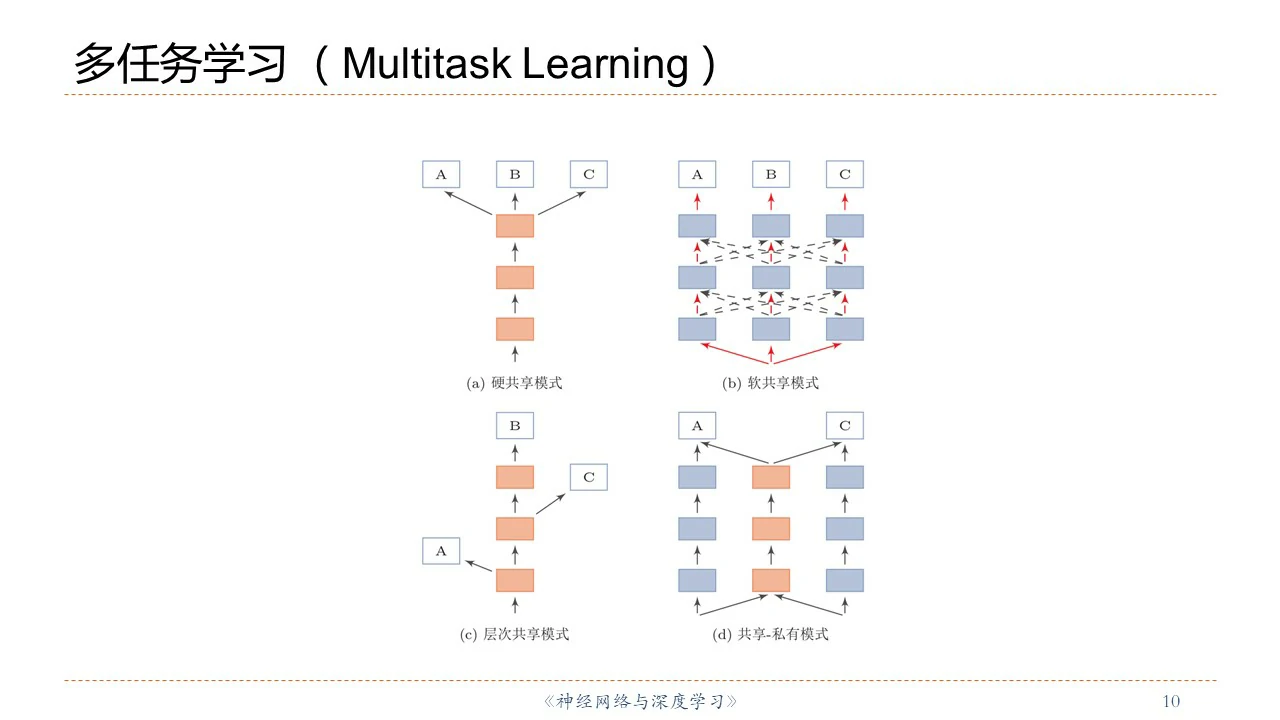 多任务学习 （Multitask Learning）
A B C
(a) 硬共享模式
A B C
(b) 软共享模式
B
C
A
(c) 层次共享模式
A C
(d) 共享-私有模式
《神经网络与深度学习》
10